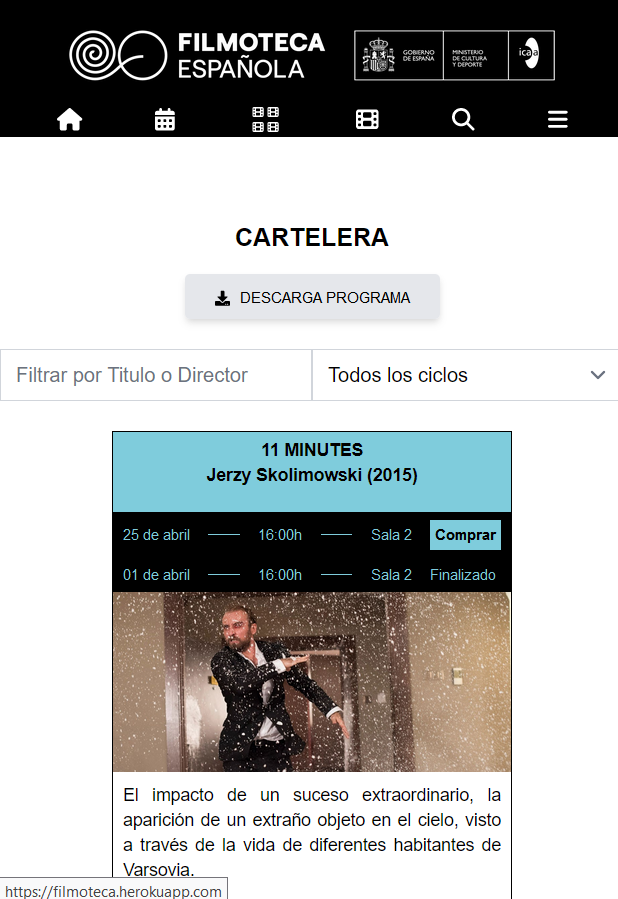 FILMOTECA
ESPAÑOLA
GOBIERNO
DE ESPAÑA
MINISTERIO
DE CULTURA
Y DEPORTE
icaa
CARTELERA
DESCARGA PROGRAMA
Filtrar por Titulo o Director
Todos los ciclos
11 MINUTES
Jerzy Skolimowski (2015)
25 de abril 16:00h Sala 2 Comprar
01 de abril 16:00h Sala 2 Finalizado
El impacto de un suceso extraordinario, la
aparición de un extraño objeto en el cielo, visto
a través de la vida de diferentes habitantes de
Varsovia.
https://filmoteca.herokuapp.com